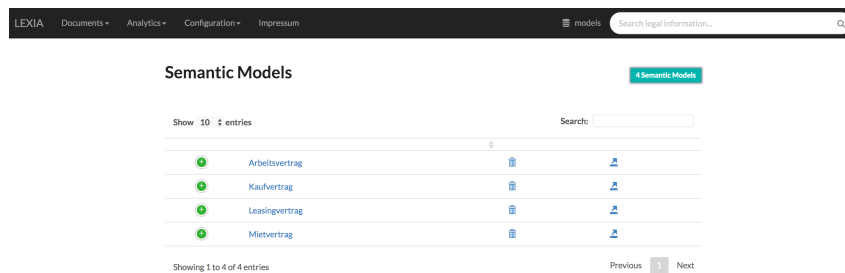 LEXIA Documents Analytics Configuration Impressum models Search legal information...
Semantic Models
4 Semantic Models
Show 10 entries Search:
Arbeitsvertrag
Kaufvertrag
Leasingvertrag
Mietvertrag
Showing 1 to 4 of 4 entries Previous 1 Next